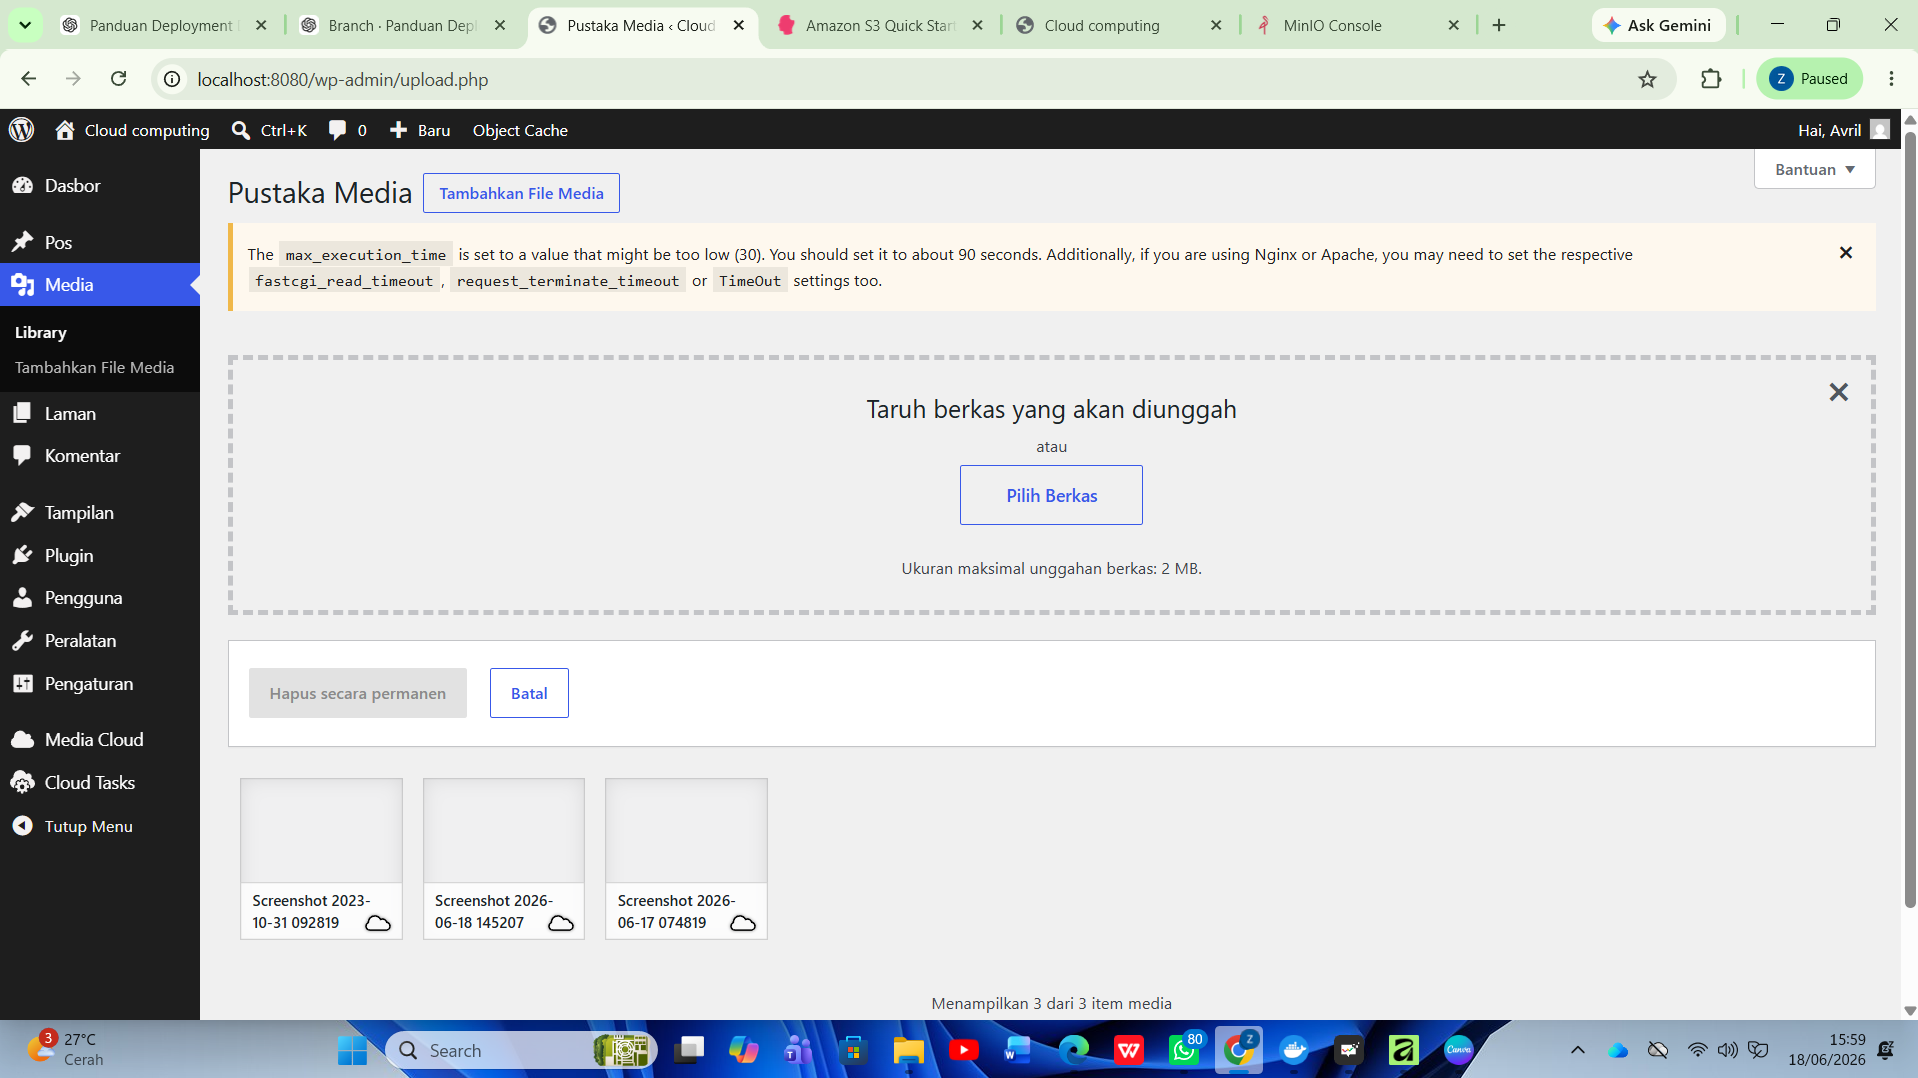 Panduan Deployment
Branch · Panduan Depl
Pustaka Media ‹ Cloud
Amazon S3 Quick Start
Cloud computing
MinIO Console
Ask Gemini
localhost:8080/wp-admin/upload.php
Z
Paused
Cloud computing
Ctrl+K
0
Baru
Object Cache
Hai, Avril
Dasbor
Pos
Media
Library
Tambahkan File Media
Laman
Komentar
Tampilan
Plugin
Pengguna
Peralatan
Pengaturan
Media Cloud
Cloud Tasks
Tutup Menu
Bantuan
Pustaka Media
Tambahkan File Media
The max_execution_time is set to a value that might be too low (30). You should set it to about 90 seconds. Additionally, if you are using Nginx or Apache, you may need to set the respective
fastcgi_read_timeout , request_terminate_timeout or TimeOut settings too.
Taruh berkas yang akan diunggah
atau
Pilih Berkas
Ukuran maksimal unggahan berkas: 2 MB.
Hapus secara permanen
Batal
Screenshot 2023-
10-31 092819
Screenshot 2026-
06-18 145207
Screenshot 2026-
06-17 074819
Menampilkan 3 dari 3 item media
3
27°C
Cerah
Search
80
Z
Canva
15:59
18/06/2026